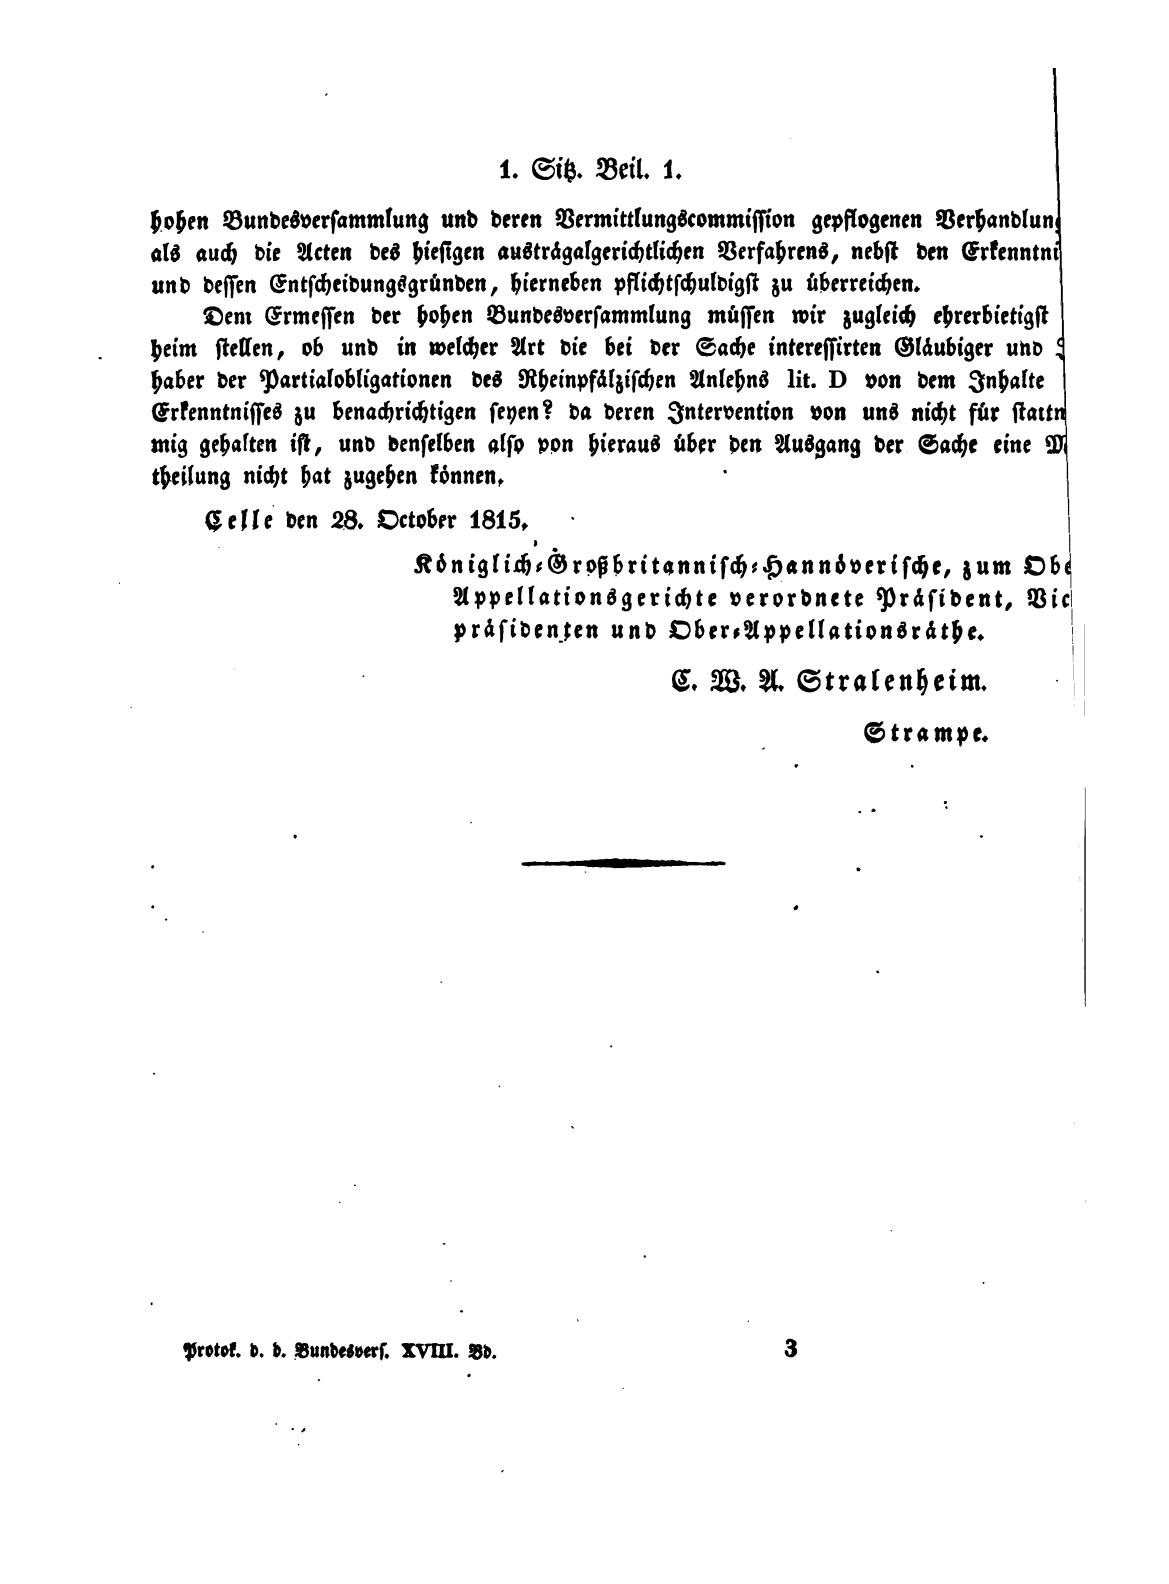 1. Sitz. Beil. 1.
hohen Bundesversammlung und deren Vermittlungscommission gepflogenen Verhandlun
als auch die Acten des hiesigen austrägalgerichtlichen Verfahrens, nebst den Erkenntni
und dessen Entscheidungsgründen, hierneben pflichtschuldigst zu überreichen.
Dem Ermessen der hohen Bundesversammlung müssen wir zugleich ehrerbietigst
heim stellen, ob und in welcher Art die bei der Sache interessirten Gläubiger und
haber der Partialobligationen des Rheinpfälzischen Anlehns lit. D von dem Inhalte
Erkenntnisses zu benachrichtigen seyen? da deren Intervention von uns nicht für stattn
mig gehalten ist, und denselben also von hieraus über den Ausgang der Sache eine M
theilung nicht hat zugehen können.
Celle den 28. October 1815.
Königlich-Großbritannisch-Hannöverische, zum Obe
Appellationsgerichte verordnete Präsident, Vic
präsidenten und Ober-Appellationsräthe.
C. W. A. Stralenheim.
Strampe.
Protok. d. d. Bundesvers. XVIII. Bd. 3